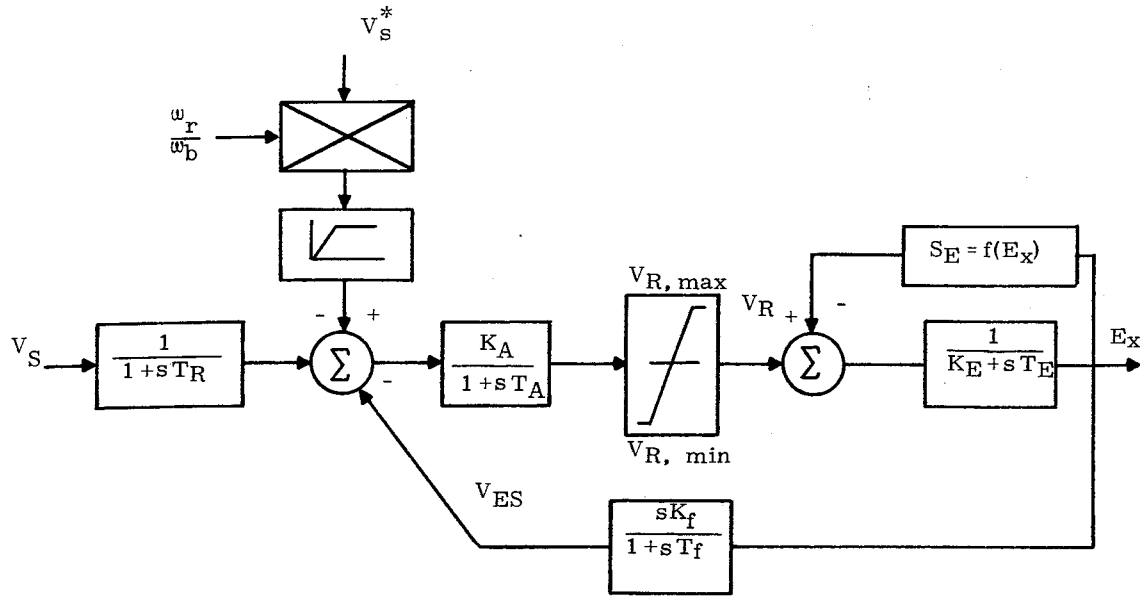 V_s^*
ω_r
ω_b
S_E = f(E_x)
V_R, max
V_R + -
- +
V_S
1
1+sT_R
Σ
-
K_A
1+sT_A
Σ
1
K_E+sT_E
E_x
V_R, min
V_ES
sK_f
1+sT_f